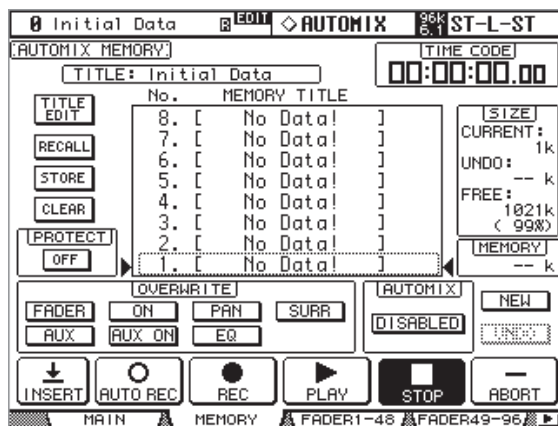 0 Initial Data B EDIT ◇AUTOMIX 96k 6.1 ST-L-ST
AUTOMIX MEMORY
TIME CODE
00:00:00.00
TITLE: Initial Data
No. MEMORY TITLE
TITLE EDIT
RECALL
STORE
CLEAR
PROTECT
OFF
8. [ No Data! ]
7. [ No Data! ]
6. [ No Data! ]
5. [ No Data! ]
4. [ No Data! ]
3. [ No Data! ]
2. [ No Data! ]
1. [ No Data! ]
SIZE
CURRENT:
1k
UNDO:
-- k
FREE:
1021k
( 99%)
MEMORY
-- k
OVERWRITE
FADER ON PAN SURR
AUX AUX ON EQ
AUTOMIX
DISABLED
NEW
UNDO
INSERT AUTO REC REC PLAY STOP ABORT
MAIN MEMORY FADER1-48 FADER49-96